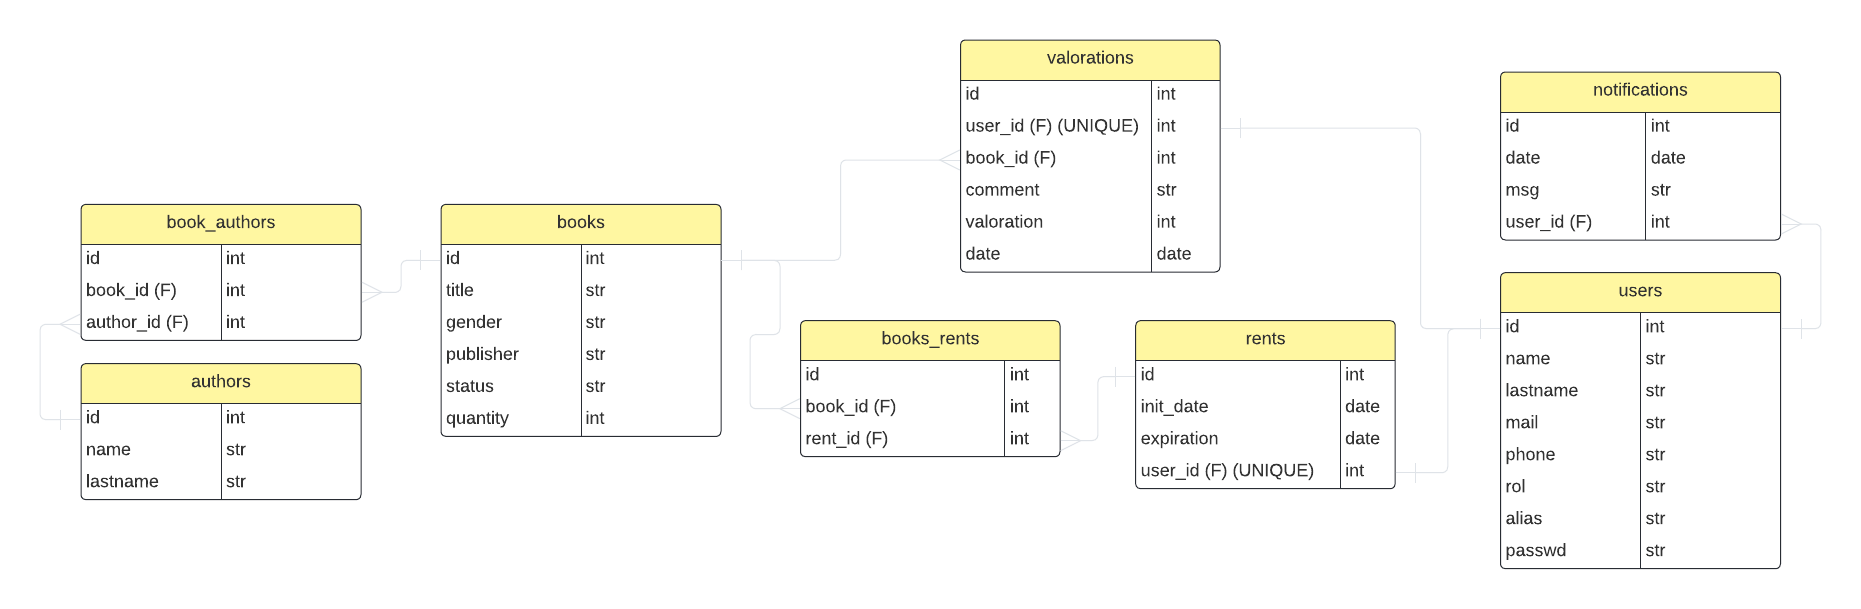 valorations
id int
user_id (F) (UNIQUE) int
book_id (F) int
comment str
valoration int
date date
notifications
id int
date date
msg str
user_id (F) int
book_authors
id int
book_id (F) int
author_id (F) int
books
id int
title str
gender str
publisher str
status str
quantity int
users
id int
name str
lastname str
mail str
phone str
rol str
alias str
passwd str
books_rents
id int
book_id (F) int
rent_id (F) int
rents
id int
init_date date
expiration date
user_id (F) (UNIQUE) int
authors
id int
name str
lastname str